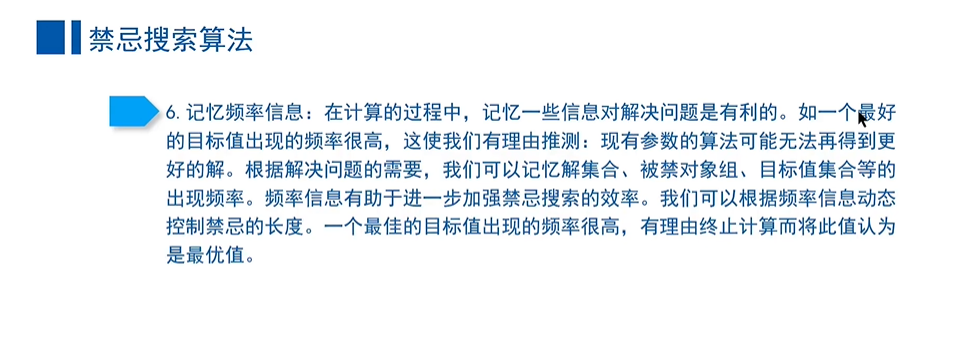 禁忌搜索算法
6. 记忆频率信息：在计算的过程中，记忆一些信息对解决问题是有利的。如一个最好
的目标值出现的频率很高，这使我们有理由推测：现有参数的算法可能无法再得到更
好的解。根据解决问题的需要，我们可以记忆解集合、被禁对象组、目标值集合等的
出现频率。频率信息有助于进一步加强禁忌搜索的效率。我们可以根据频率信息动态
控制禁忌的长度。一个最佳的目标值出现的频率很高，有理由终止计算而将此值认为
是最优值。